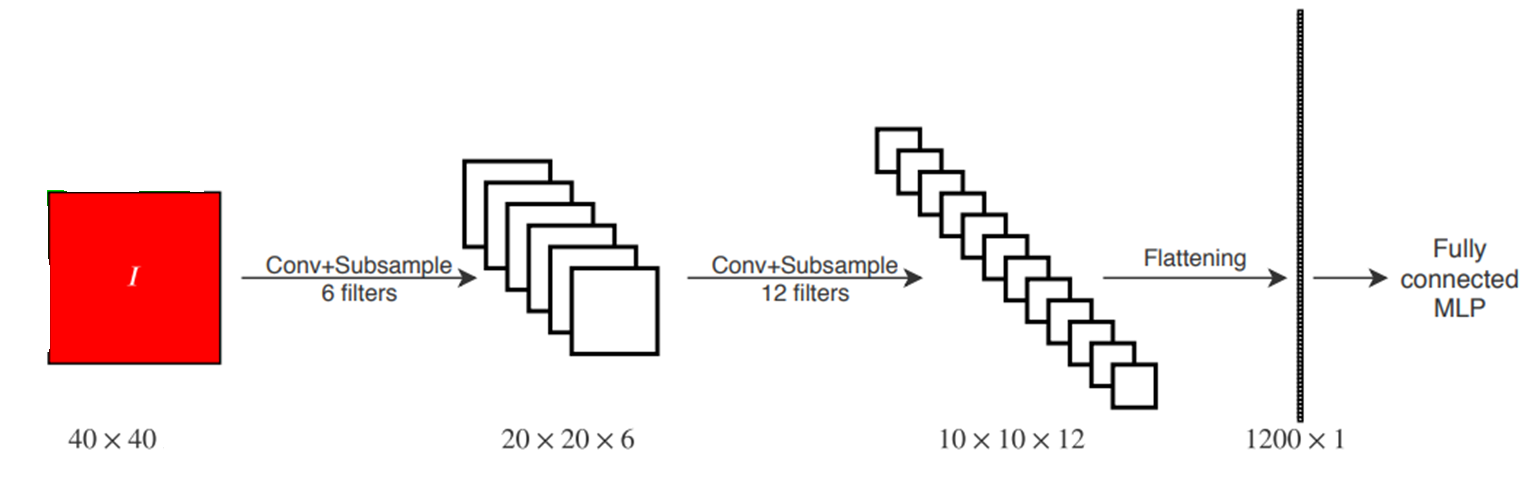 I
Conv+Subsample
6 filters
Conv+Subsample
12 filters
Flattening
Fully
connected
MLP
40 × 40
20 × 20 × 6
10 × 10 × 12
1200 × 1